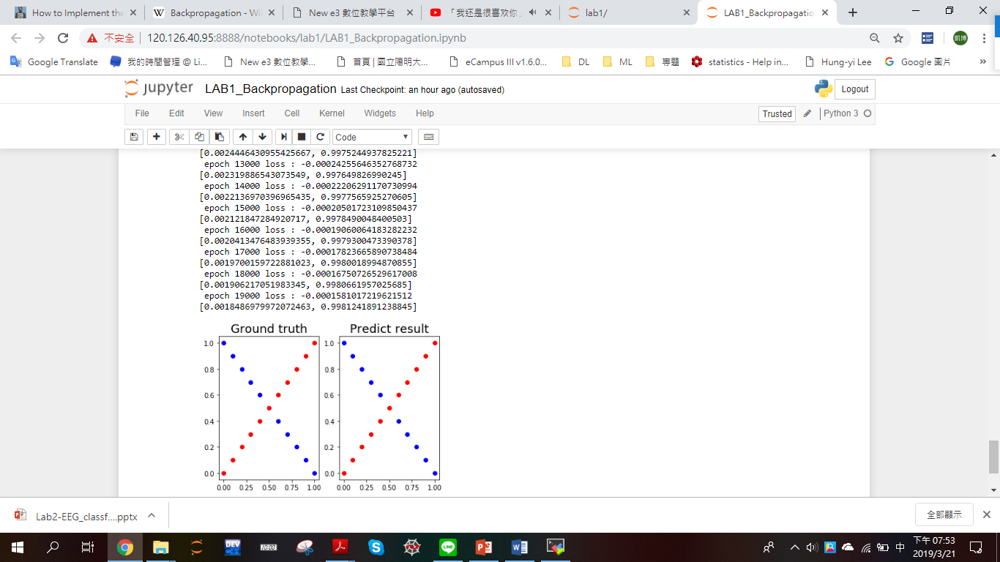 How to Implement the
Backpropagation - Wi
New e3 數位教學平台
「我还是很喜欢你」
lab1/
LAB1_Backpropagatio
不安全
120.126.40.95:8888/notebooks/lab1/LAB1_Backpropagation.ipynb
凱博
Google Translate
我的時間管理 @ Li...
New e3 數位教學...
首頁 | 國立陽明大...
eCampus III v1.6.0...
DL
ML
專題
statistics - Help in...
Hung-yi Lee
Google 圖片
»
jupyter
LAB1_Backpropagation Last Checkpoint: an hour ago (autosaved)
Logout
File Edit View Insert Cell Kernel Widgets Help
Trusted
Python 3
Code
[0.0024446430955425667, 0.9975244937825221]
epoch 13000 loss : -0.00024255646352768732
[0.002319886543073549, 0.997649826990245]
epoch 14000 loss : -0.00022206291170730994
[0.0022136970396965435, 0.9977565925270605]
epoch 15000 loss : -0.00020501723109850437
[0.002121847284920717, 0.9978490048400503]
epoch 16000 loss : -0.00019060064183282232
[0.002041347648393​9355, 0.9979300473390378]
epoch 17000 loss : -0.00017823665890738484
[0.0019700159722881023, 0.9980018994870855]
epoch 18000 loss : -0.00016750726529617008
[0.001906217051983345, 0.9980661957025685]
epoch 19000 loss : -0.0001581017219621512
[0.0018486979972072463, 0.9981241891238845]
Ground truth
Predict result
1.0
0.8
0.6
0.4
0.2
0.0
0.00 0.25 0.50 0.75 1.00
1.0
0.8
0.6
0.4
0.2
0.0
0.00 0.25 0.50 0.75 1.00
Lab2-EEG_classf....pptx
全部顯示
DEV
LINE
中
下午 07:53
2019/3/21